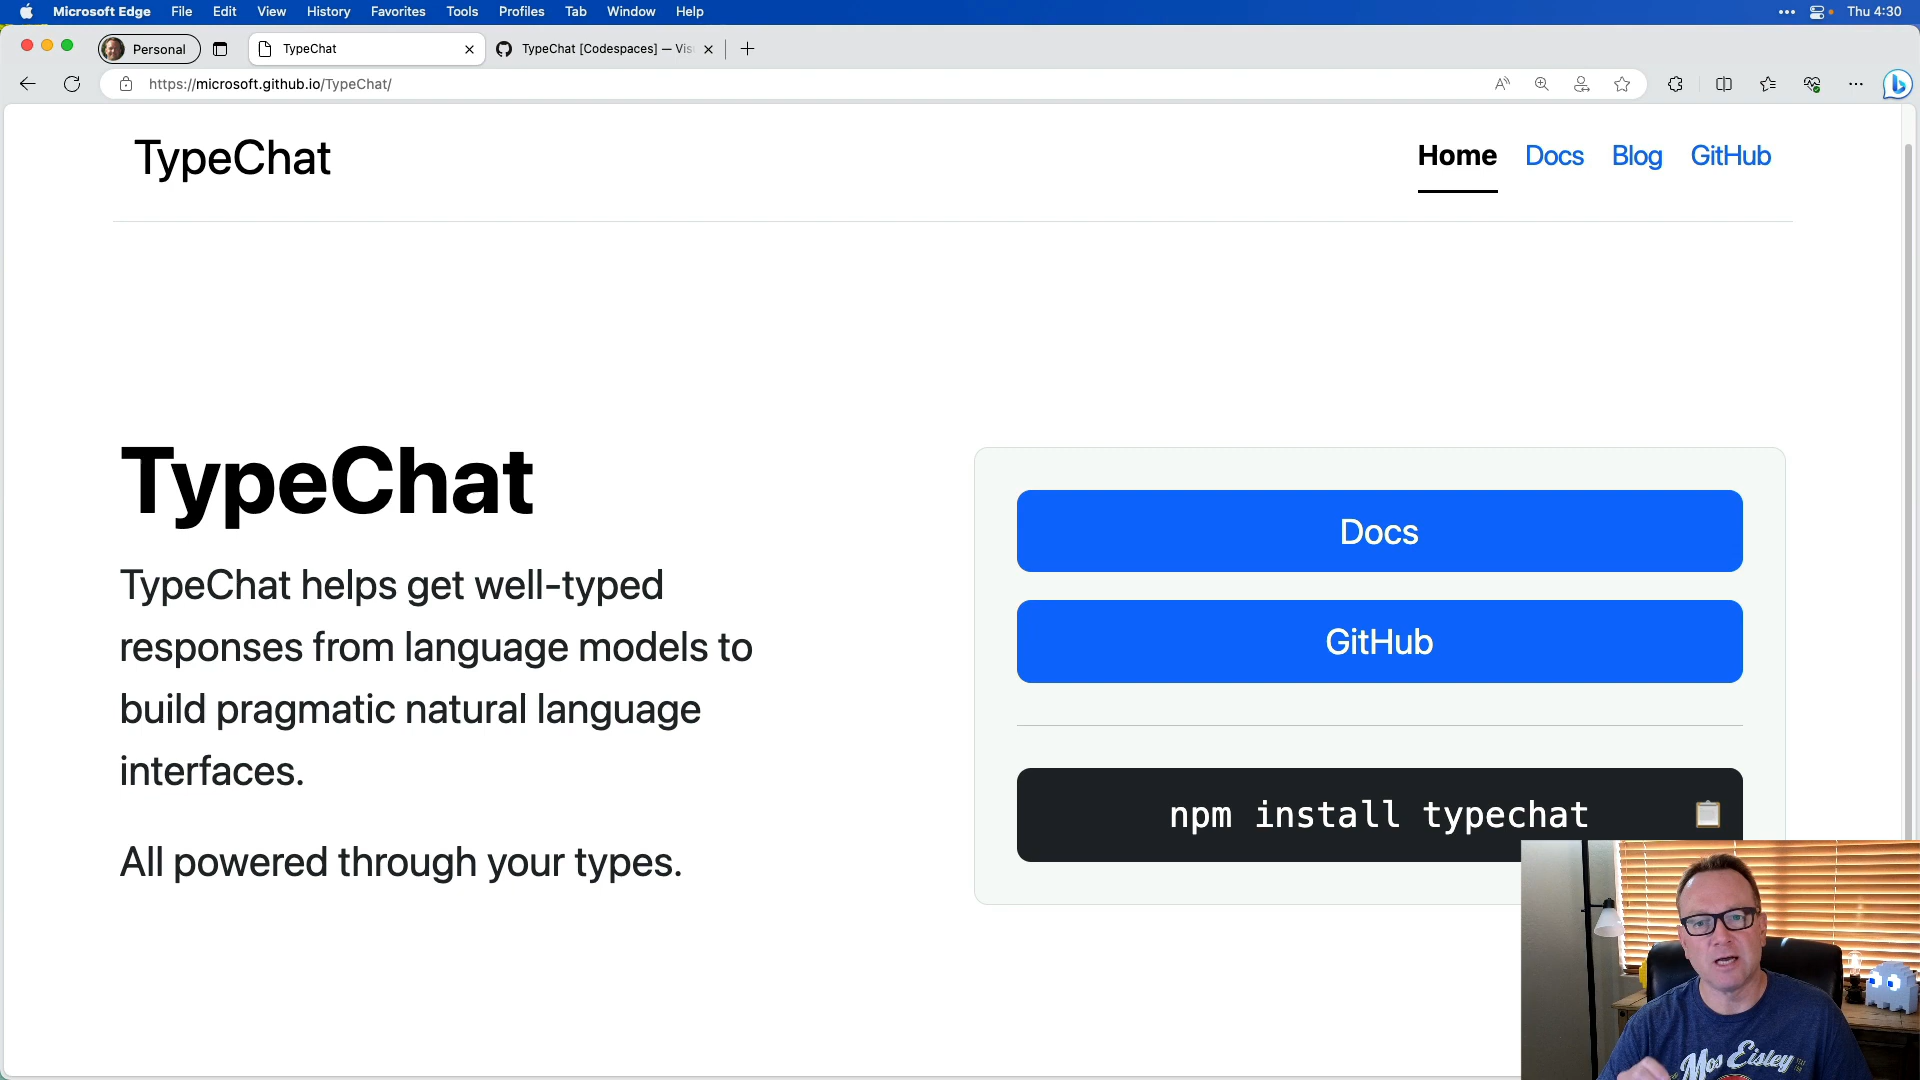 Microsoft Edge File Edit View History Favorites Tools Profiles Tab Window Help Thu 4:30
Personal TypeChat TypeChat [Codespaces] — Vis
https://microsoft.github.io/TypeChat/
TypeChat Home Docs Blog GitHub
TypeChat
TypeChat helps get well-typed
responses from language models to
build pragmatic natural language
interfaces.
All powered through your types.
Docs
GitHub
npm install typechat
Mos Eisley